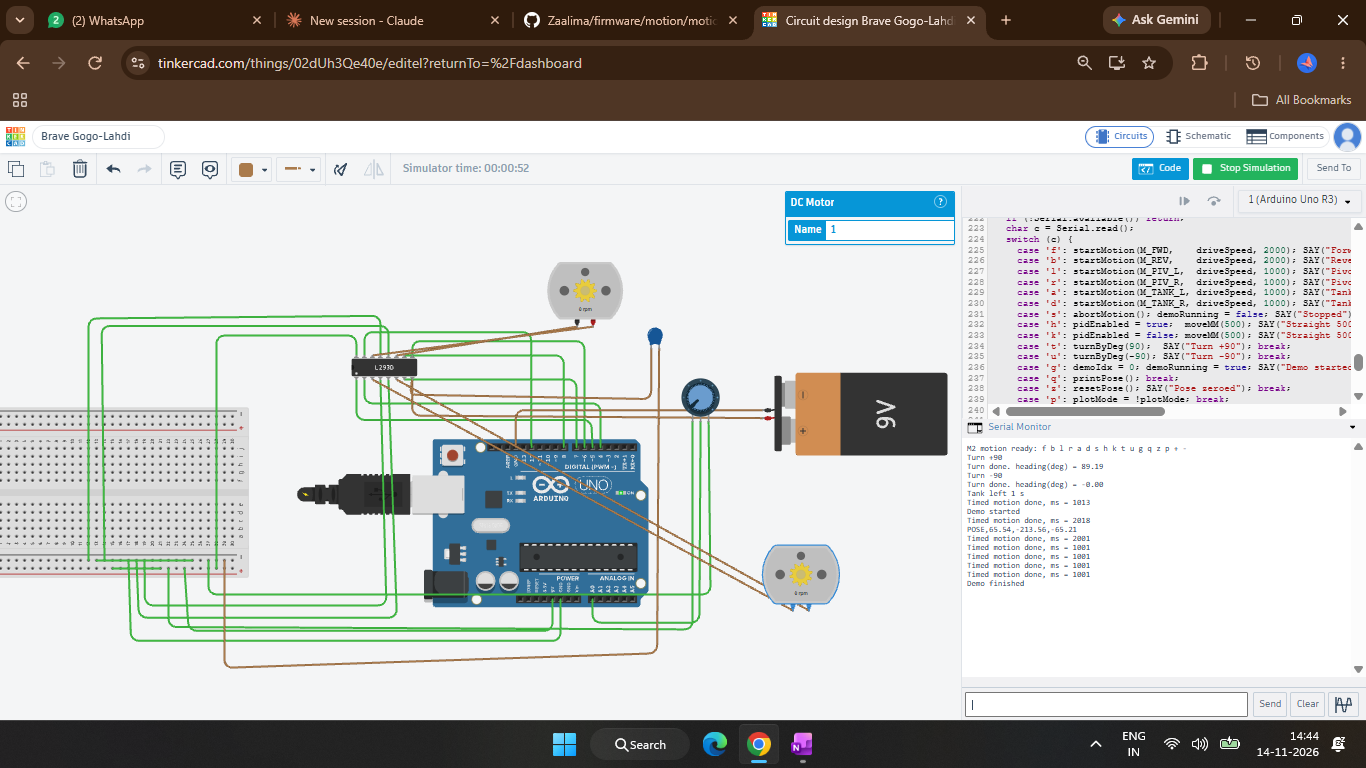 2 (2) WhatsApp
New session - Claude
Zaalima/firmware/motion/motic
Circuit design Brave Gogo-Lahdi
Ask Gemini
tinkercad.com/things/02dUh3Qe40e/editel?returnTo=%2Fdashboard
All Bookmarks
TIN KER CAD
Brave Gogo-Lahdi
Circuits
Schematic
Components
Simulator time: 00:00:52
Code
Stop Simulation
Send To
DC Motor
Name 1
1 (Arduino Uno R3)
223 char c = Serial.read();
224 switch (c) {
225 case 'f': startMotion(M_FWD, driveSpeed, 2000); SAY("Forw
226 case 'b': startMotion(M_REV, driveSpeed, 2000); SAY("Reve
227 case 'l': startMotion(M_PIV_L, driveSpeed, 1000); SAY("Pivo
228 case 'r': startMotion(M_PIV_R, driveSpeed, 1000); SAY("Pivo
229 case 'a': startMotion(M_TANK_L, driveSpeed, 1000); SAY("Tank
230 case 'd': startMotion(M_TANK_R, driveSpeed, 1000); SAY("Tank
231 case 's': abortMotion(); demoRunning = false; SAY("Stopped")
232 case 'h': pidEnabled = true; moveMM(500); SAY("Straight 500
233 case 'k': pidEnabled = false; moveMM(500); SAY("Straight 500
234 case 't': turnByDeg(90); SAY("Turn +90"); break;
235 case 'u': turnByDeg(-90); SAY("Turn -90"); break;
236 case 'g': demoIdx = 0; demoRunning = true; SAY("Demo started
237 case 'q': printPose(); break;
238 case 'z': resetPose(); SAY("Pose zeroed"); break;
239 case 'p': plotMode = !plotMode; break;
240
Serial Monitor
M2 motion ready: f b l r a d s h k t u g q z p + -
Turn +90
Turn done. heading(deg) = 89.19
Turn -90
Turn done. heading(deg) = -0.00
Tank left 1 s
Timed motion done, ms = 1013
Demo started
Timed motion done, ms = 2018
POSE,65.54,-213.56,-65.21
Timed motion done, ms = 2001
Timed motion done, ms = 1001
Timed motion done, ms = 1001
Timed motion done, ms = 1001
Timed motion done, ms = 1001
Demo finished
0 rpm
L293D
9V
DIGITAL (PWM ~)
UNO
ARDUINO
ON
POWER
ANALOG IN
0 rpm
Send
Clear
Search
ENG
IN
14:44
14-11-2026